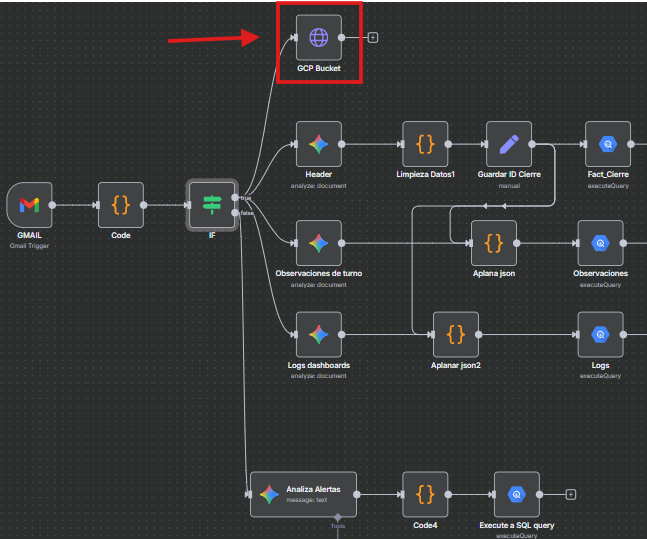 GCP Bucket
Header
analyze: document
Limpieza Datos1
Guardar ID Cierre
manual
Fact_Cierre
executeQuery
GMAIL
Gmail Trigger
Code
IF
true
false
Observaciones de turno
analyze: document
Aplana json
Observaciones
executeQuery
Logs dashboards
analyze: document
Aplanar json2
Logs
executeQuery
Analiza Alertas
message: text
Tools
Code4
Execute a SQL query
executeQuery